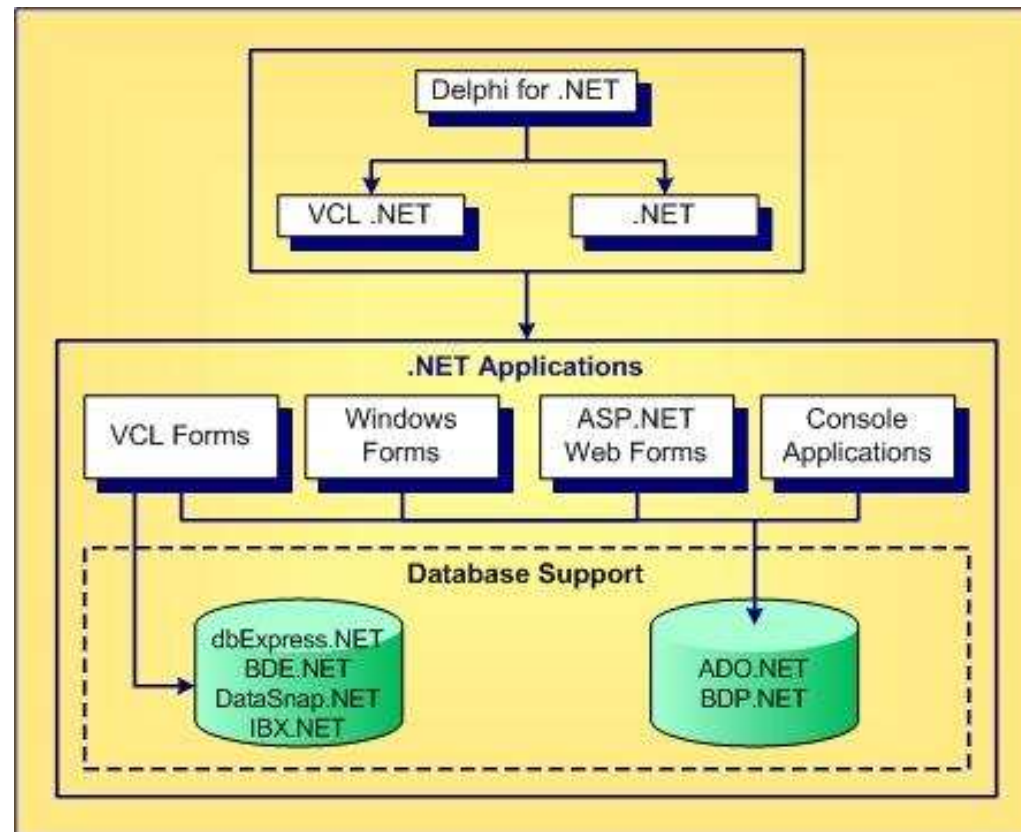 Delphi for .NET
VCL .NET
.NET
.NET Applications
VCL Forms
Windows
Forms
ASP.NET
Web Forms
Console
Applications
Database Support
dbExpress.NET
BDE.NET
DataSnap.NET
IBX.NET
ADO.NET
BDP.NET